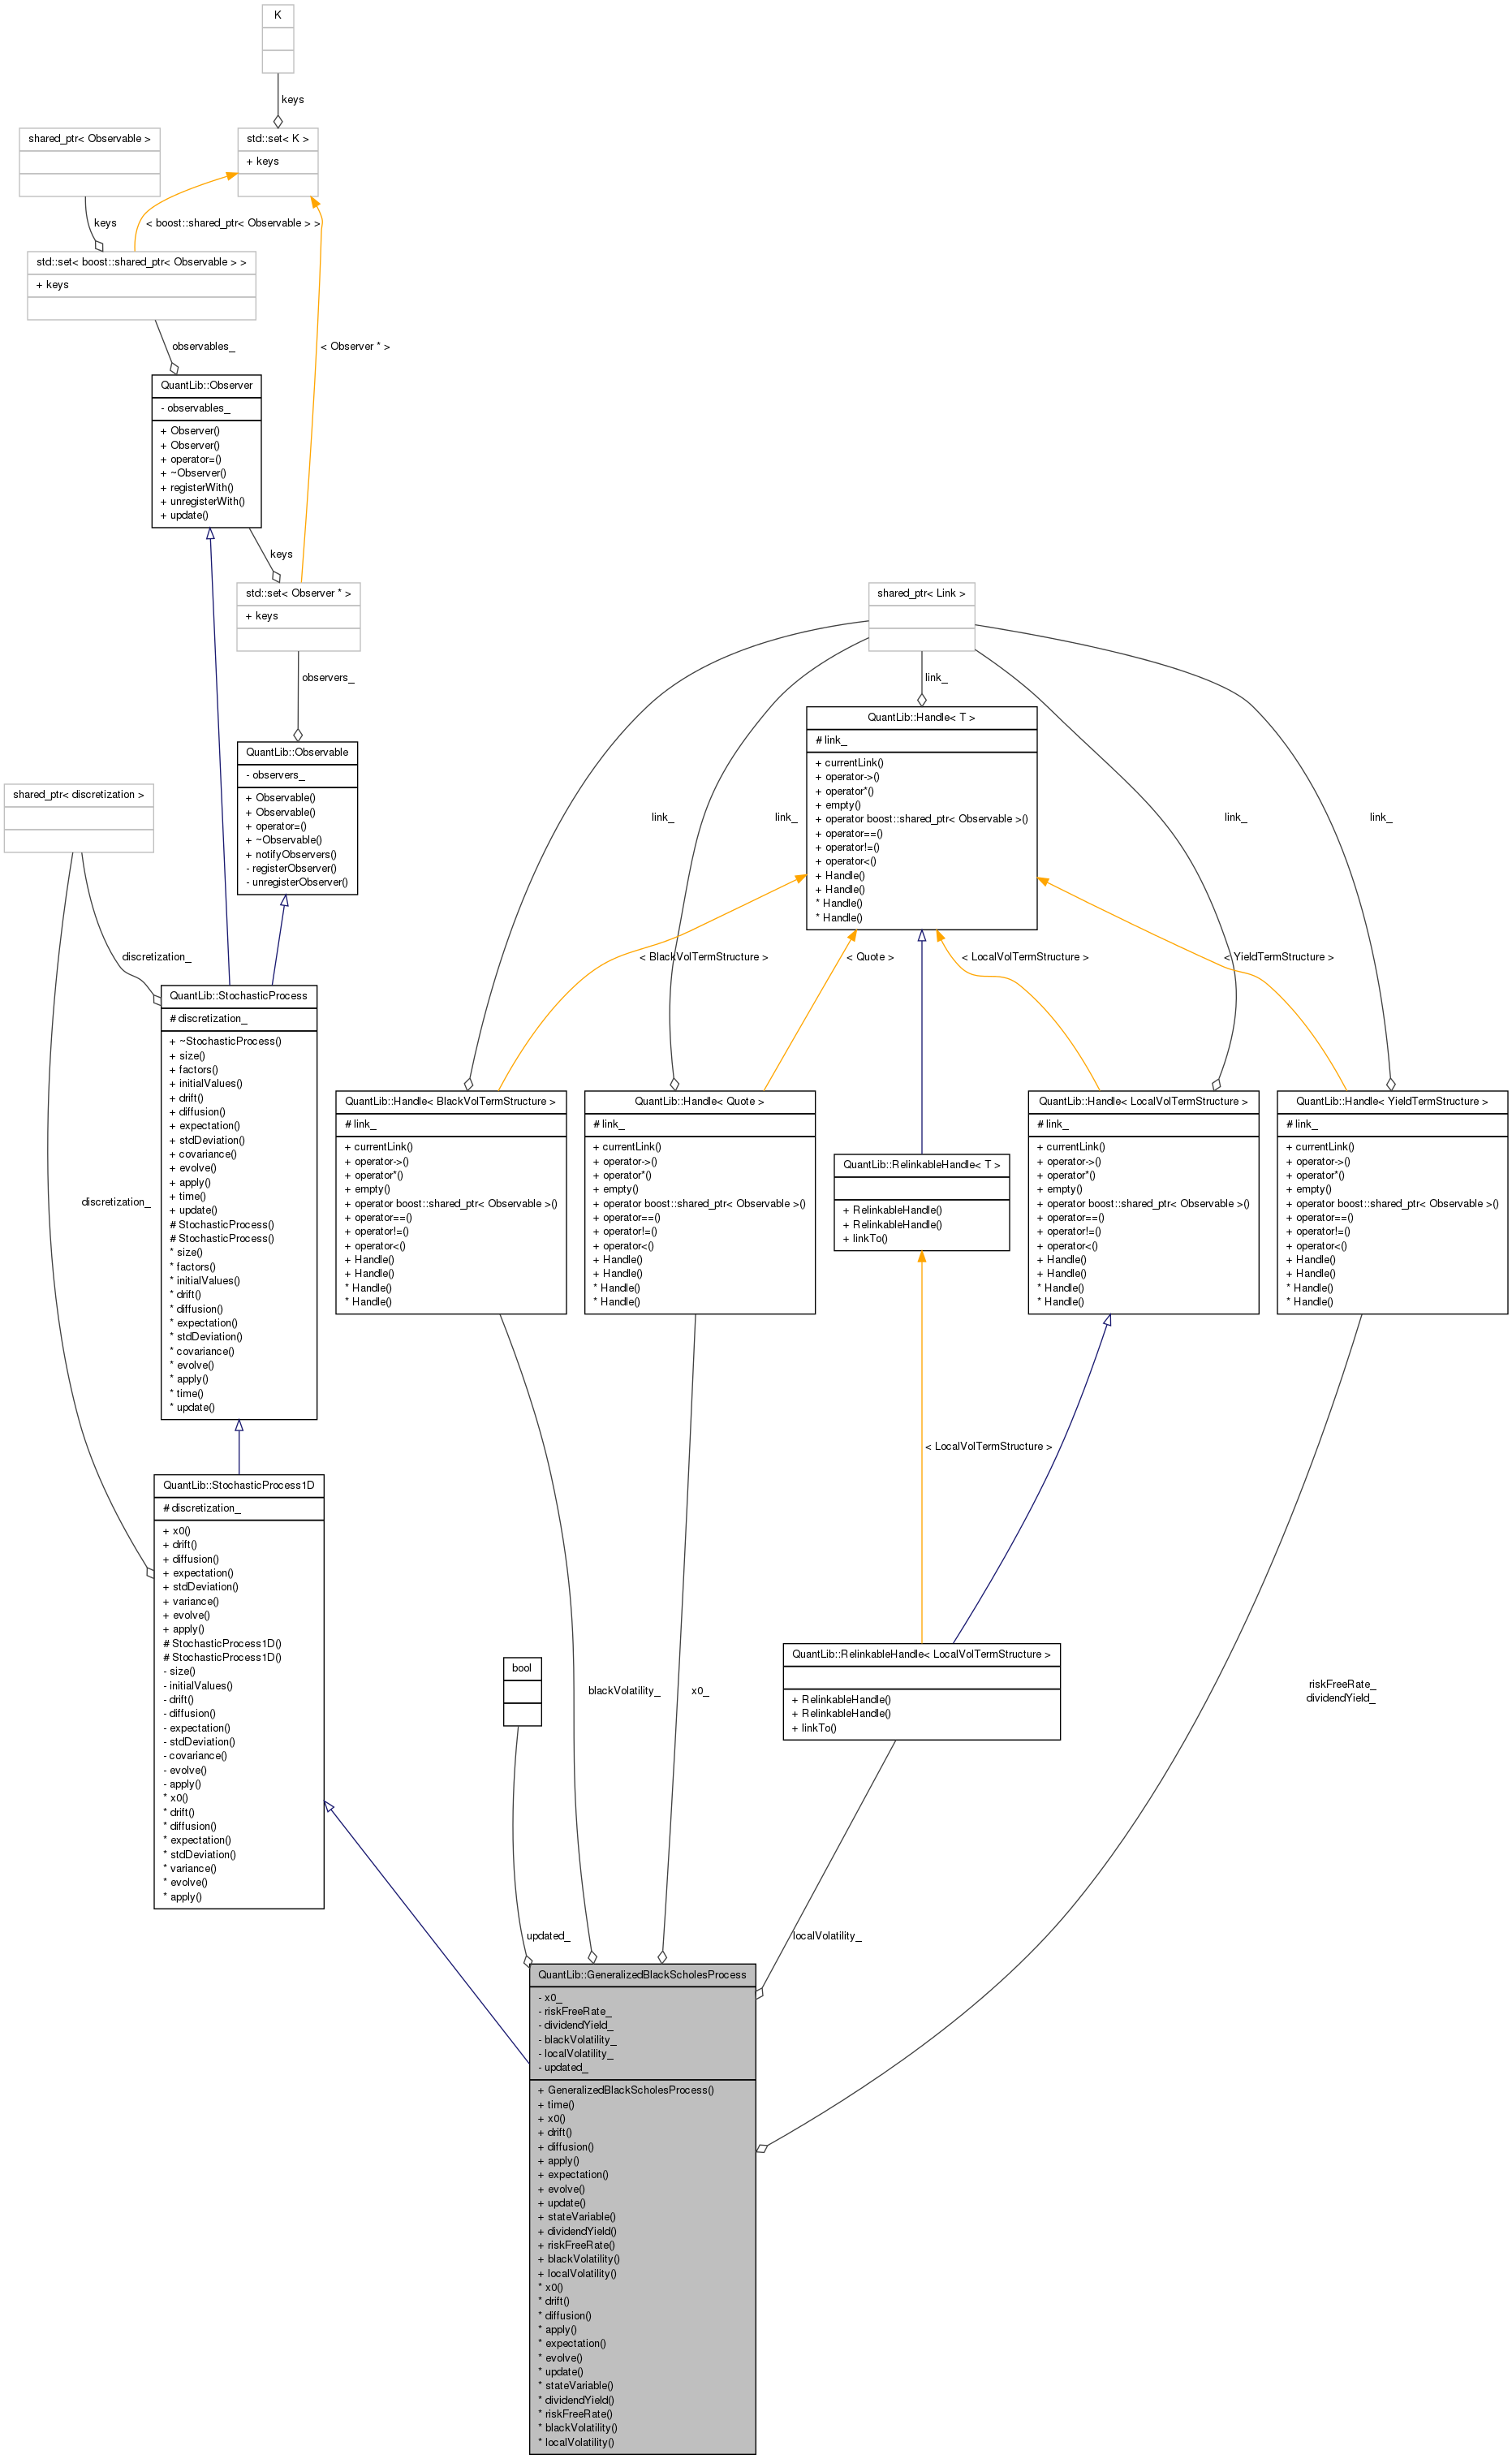 K
keys
shared_ptr< Observable >
std::set< K >
+ keys
keys
< boost::shared_ptr< Observable > >
std::set< boost::shared_ptr< Observable > >
+ keys
observables_
< Observer * >
QuantLib::Observer
- observables_
+ Observer()
+ Observer()
+ operator=()
+ ~Observer()
+ registerWith()
+ unregisterWith()
+ update()
keys
std::set< Observer * >
+ keys
observers_
QuantLib::Observable
- observers_
+ Observable()
+ Observable()
+ operator=()
+ ~Observable()
+ notifyObservers()
- registerObserver()
- unregisterObserver()
shared_ptr< discretization >
discretization_
discretization_
QuantLib::StochasticProcess
# discretization_
+ ~StochasticProcess()
+ size()
+ factors()
+ initialValues()
+ drift()
+ diffusion()
+ expectation()
+ stdDeviation()
+ covariance()
+ evolve()
+ apply()
+ time()
+ update()
# StochasticProcess()
# StochasticProcess()
* size()
* factors()
* initialValues()
* drift()
* diffusion()
* expectation()
* stdDeviation()
* covariance()
* evolve()
* apply()
* time()
* update()
QuantLib::StochasticProcess1D
# discretization_
+ x0()
+ drift()
+ diffusion()
+ expectation()
+ stdDeviation()
+ variance()
+ evolve()
+ apply()
# StochasticProcess1D()
# StochasticProcess1D()
- size()
- initialValues()
- drift()
- diffusion()
- expectation()
- stdDeviation()
- covariance()
- evolve()
- apply()
* x0()
* drift()
* diffusion()
* expectation()
* stdDeviation()
* variance()
* evolve()
* apply()
shared_ptr< Link >
link_
QuantLib::Handle< T >
# link_
+ currentLink()
+ operator->()
+ operator*()
+ empty()
+ operator boost::shared_ptr< Observable >()
+ operator==()
+ operator!=()
+ operator<()
+ Handle()
+ Handle()
* Handle()
* Handle()
link_
link_
link_
link_
< BlackVolTermStructure >
< Quote >
< LocalVolTermStructure >
< YieldTermStructure >
QuantLib::Handle< BlackVolTermStructure >
# link_
+ currentLink()
+ operator->()
+ operator*()
+ empty()
+ operator boost::shared_ptr< Observable >()
+ operator==()
+ operator!=()
+ operator<()
+ Handle()
+ Handle()
* Handle()
* Handle()
QuantLib::Handle< Quote >
# link_
+ currentLink()
+ operator->()
+ operator*()
+ empty()
+ operator boost::shared_ptr< Observable >()
+ operator==()
+ operator!=()
+ operator<()
+ Handle()
+ Handle()
* Handle()
* Handle()
QuantLib::RelinkableHandle< T >
+ RelinkableHandle()
+ RelinkableHandle()
+ linkTo()
QuantLib::Handle< LocalVolTermStructure >
# link_
+ currentLink()
+ operator->()
+ operator*()
+ empty()
+ operator boost::shared_ptr< Observable >()
+ operator==()
+ operator!=()
+ operator<()
+ Handle()
+ Handle()
* Handle()
* Handle()
QuantLib::Handle< YieldTermStructure >
# link_
+ currentLink()
+ operator->()
+ operator*()
+ empty()
+ operator boost::shared_ptr< Observable >()
+ operator==()
+ operator!=()
+ operator<()
+ Handle()
+ Handle()
* Handle()
* Handle()
< LocalVolTermStructure >
QuantLib::RelinkableHandle< LocalVolTermStructure >
+ RelinkableHandle()
+ RelinkableHandle()
+ linkTo()
bool
blackVolatility_
x0_
riskFreeRate_
dividendYield_
updated_
localVolatility_
QuantLib::GeneralizedBlackScholesProcess
- x0_
- riskFreeRate_
- dividendYield_
- blackVolatility_
- localVolatility_
- updated_
+ GeneralizedBlackScholesProcess()
+ time()
+ x0()
+ drift()
+ diffusion()
+ apply()
+ expectation()
+ evolve()
+ update()
+ stateVariable()
+ dividendYield()
+ riskFreeRate()
+ blackVolatility()
+ localVolatility()
* x0()
* drift()
* diffusion()
* apply()
* expectation()
* evolve()
* update()
* stateVariable()
* dividendYield()
* riskFreeRate()
* blackVolatility()
* localVolatility()